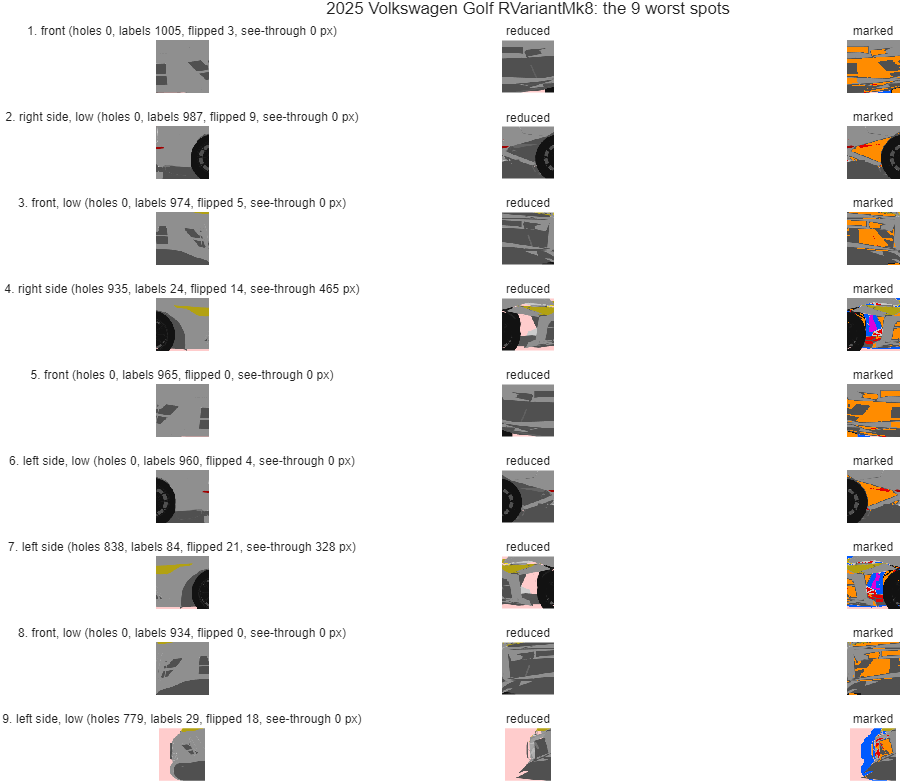 2025 Volkswagen Golf RVariantMk8: the 9 worst spots
1. front (holes 0, labels 1005, flipped 3, see-through 0 px) reduced marked
2. right side, low (holes 0, labels 987, flipped 9, see-through 0 px) reduced marked
3. front, low (holes 0, labels 974, flipped 5, see-through 0 px) reduced marked
4. right side (holes 935, labels 24, flipped 14, see-through 465 px) reduced marked
5. front (holes 0, labels 965, flipped 0, see-through 0 px) reduced marked
6. left side, low (holes 0, labels 960, flipped 4, see-through 0 px) reduced marked
7. left side (holes 838, labels 84, flipped 21, see-through 328 px) reduced marked
8. front, low (holes 0, labels 934, flipped 0, see-through 0 px) reduced marked
9. left side, low (holes 779, labels 29, flipped 18, see-through 0 px) reduced marked